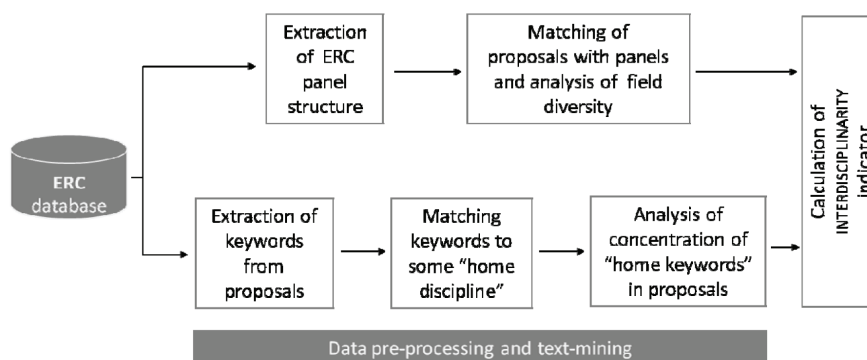 Extraction
of ERC
panel
structure
Matching of
proposals with panels
and analysis of field
diversity
ERC
database
Extraction of
keywords
from
proposals
Matching
keywords to
some “home
discipline”
Analysis of
concentration of
“home keywords”
in proposals
Calculation of
INTERDISCIPLINARITY
indicator
Data pre-processing and text-mining